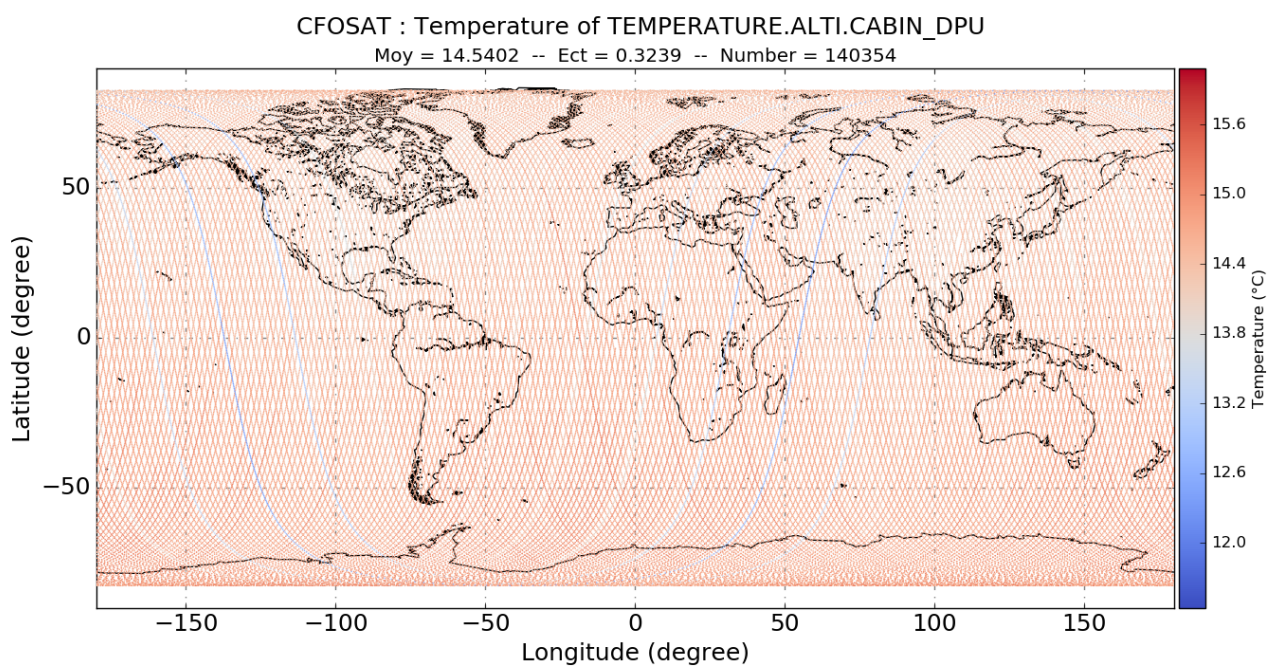 CFOSAT : Temperature of TEMPERATURE.ALTI.CABIN_DPU
Moy = 14.5402 -- Ect = 0.3239 -- Number = 140354
50
0
−50
Latitude (degree)
−150 −100 −50 0 50 100 150
Longitude (degree)
15.6
15.0
14.4
13.8
13.2
12.6
12.0
Temperature (°C)